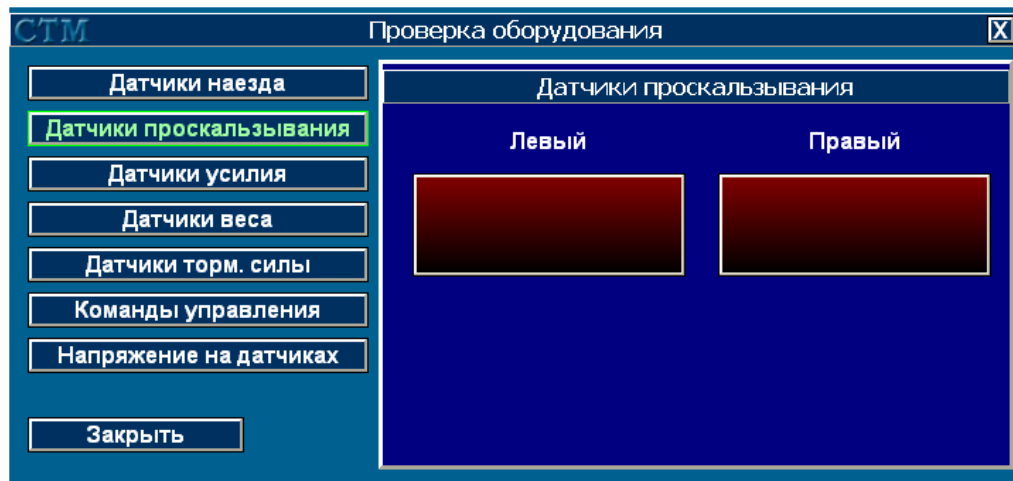 СТМ
Проверка оборудования
X
Датчики наезда
Датчики проскальзывания
Датчики усилия
Датчики веса
Датчики торм. силы
Команды управления
Напряжение на датчиках
Закрыть
Датчики проскальзывания
Левый
Правый